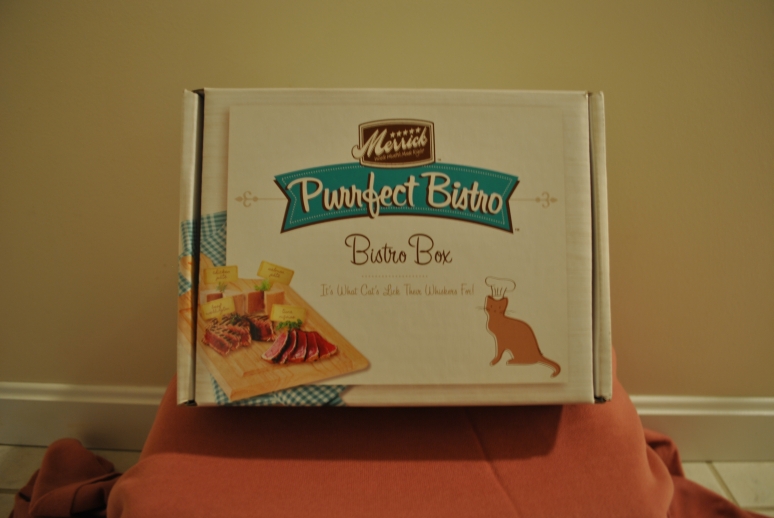 Merrick
Purrfect Bistro
Bistro Box
It's What Cat's Lick Their Whiskers For!